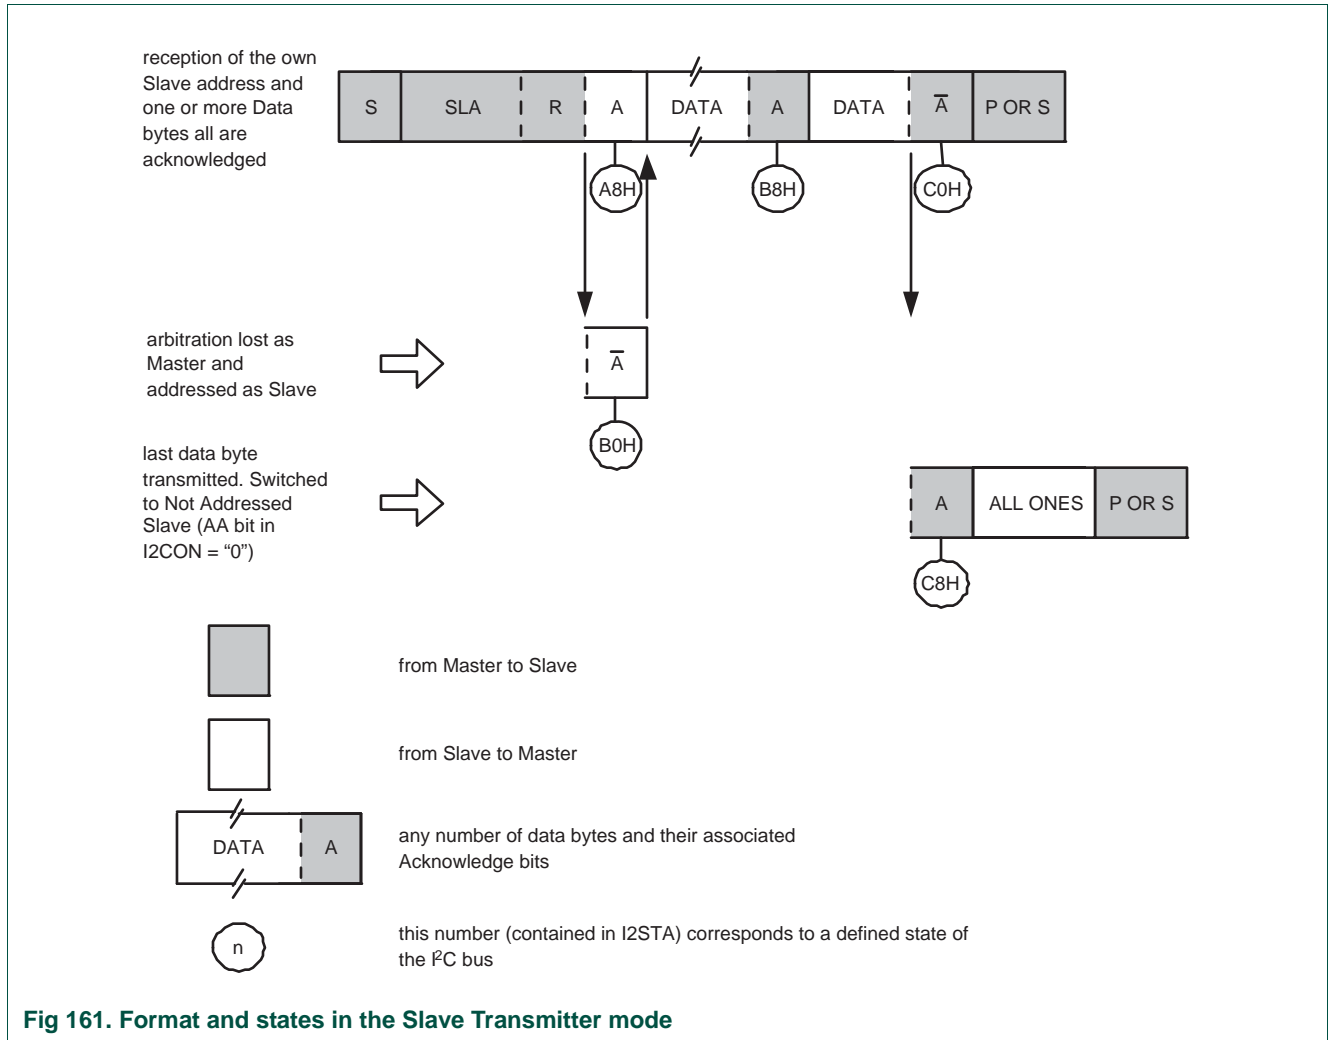 reception of the own
Slave address and
one or more Data
bytes all are
acknowledged
S SLA R A DATA A DATA A̅ P OR S
A8H B8H C0H
arbitration lost as
Master and
addressed as Slave
A̅
B0H
last data byte
transmitted. Switched
to Not Addressed
Slave (AA bit in
I2CON = “0”)
A ALL ONES P OR S
C8H
from Master to Slave
from Slave to Master
DATA A
any number of data bytes and their associated
Acknowledge bits
n
this number (contained in I2STA) corresponds to a defined state of
the I²C bus
Fig 161. Format and states in the Slave Transmitter mode